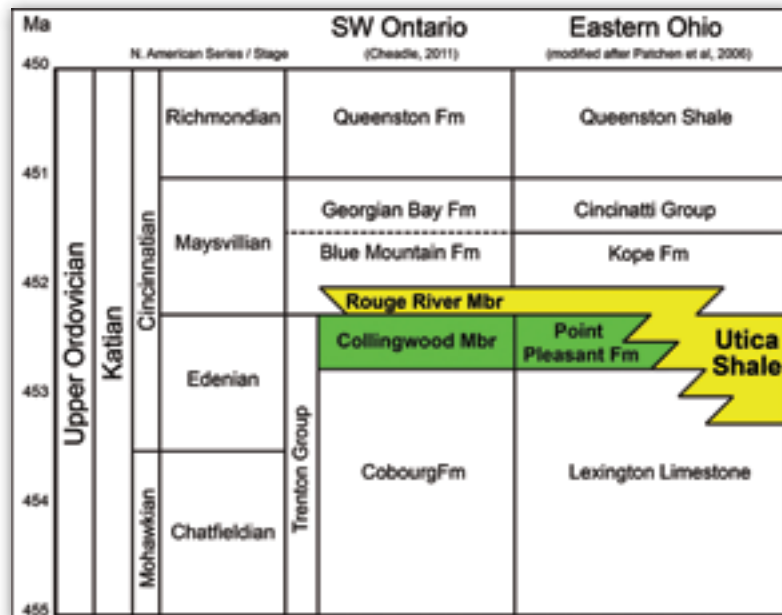 Ma
SW Ontario
Eastern Ohio
N. American Series / Stage
(Cheadle, 2011)
(modified after Patchen et al, 2006)
450
Richmondian
Queenston Fm
Queenston Shale
451
Georgian Bay Fm
Cincinatti Group
Maysvillian
Blue Mountain Fm
Kope Fm
452
Cincinnatian
Rouge River Mbr
Upper Ordovician
Katian
Collingwood Mbr
Point
Pleasant Fm
Utica
Shale
Edenian
453
Trenton Group
CobourgFm
Lexington Limestone
454
Mohawkian
Chatfieldian
455